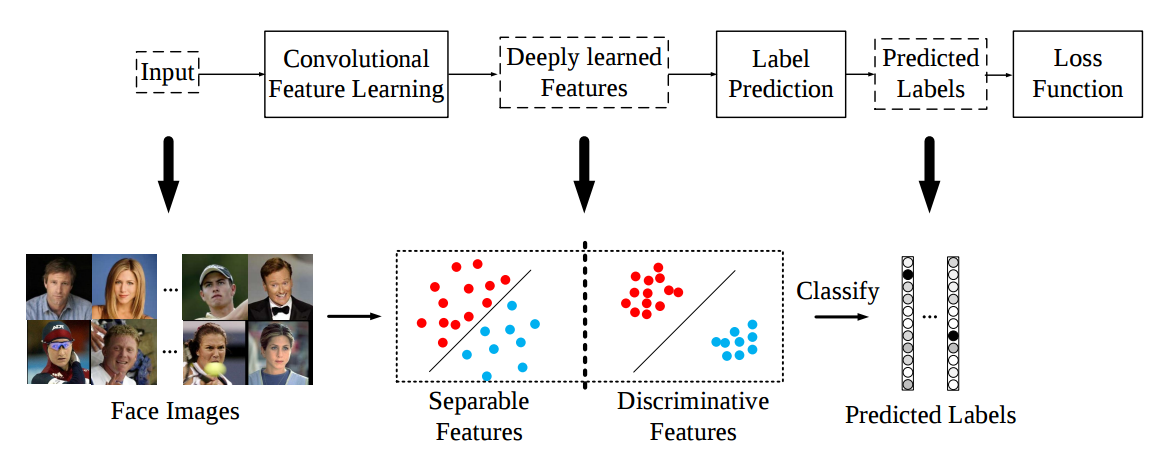 Input
Convolutional
Feature Learning
Deeply learned
Features
Label
Prediction
Predicted
Labels
Loss
Function
...
...
Face Images
Separable
Features
Discriminative
Features
Classify
...
Predicted Labels